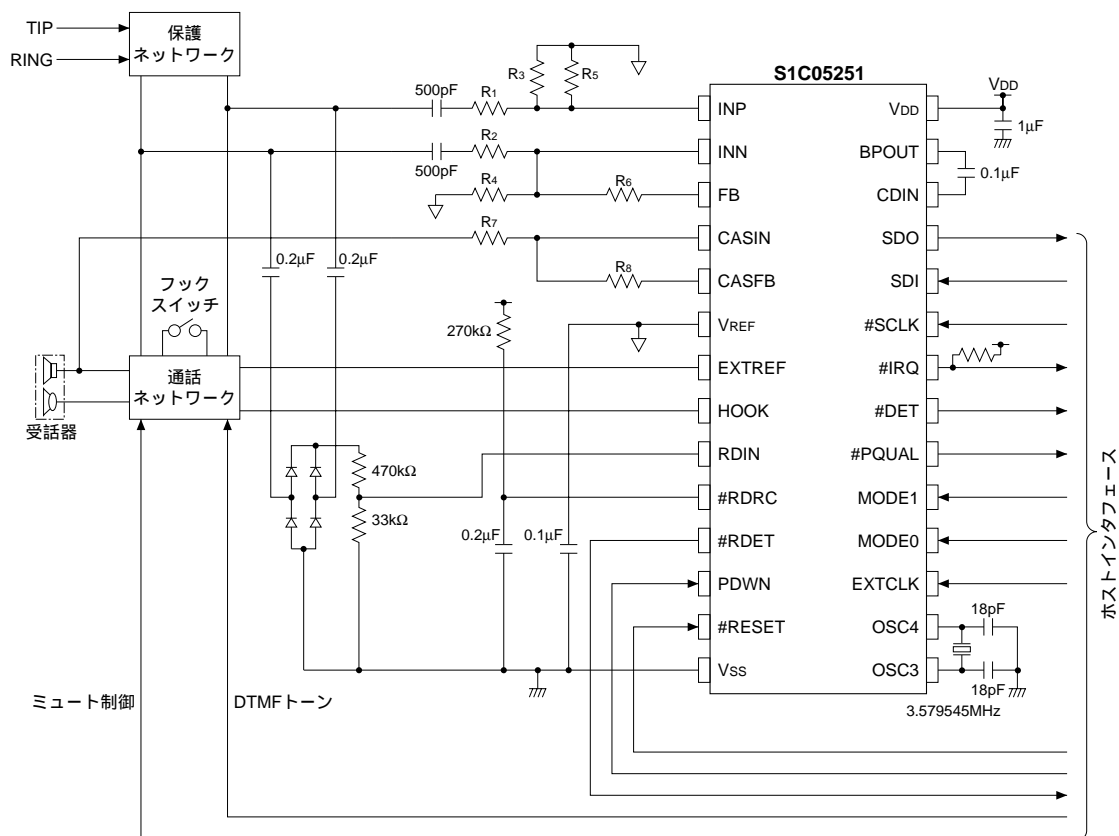 TIP
RING
保護
ネットワーク
S1C05251
R3
R5
VDD
500pF
R1
INP
VDD
1μF
R2
INN
BPOUT
500pF
0.1μF
R4
R6
FB
CDIN
R7
CASIN
SDO
0.2μF
0.2μF
R8
CASFB
SDI
フック
スイッチ
270kΩ
VREF
#SCLK
通話
ネットワーク
EXTREF
#IRQ
受話器
HOOK
#DET
470kΩ
RDIN
#PQUAL
33kΩ
#RDRC
MODE1
0.2μF
0.1μF
#RDET
MODE0
PDWN
EXTCLK
18pF
#RESET
OSC4
VSS
OSC3
18pF
3.579545MHz
ミュート制御
DTMFトーン
ホストインタフェース